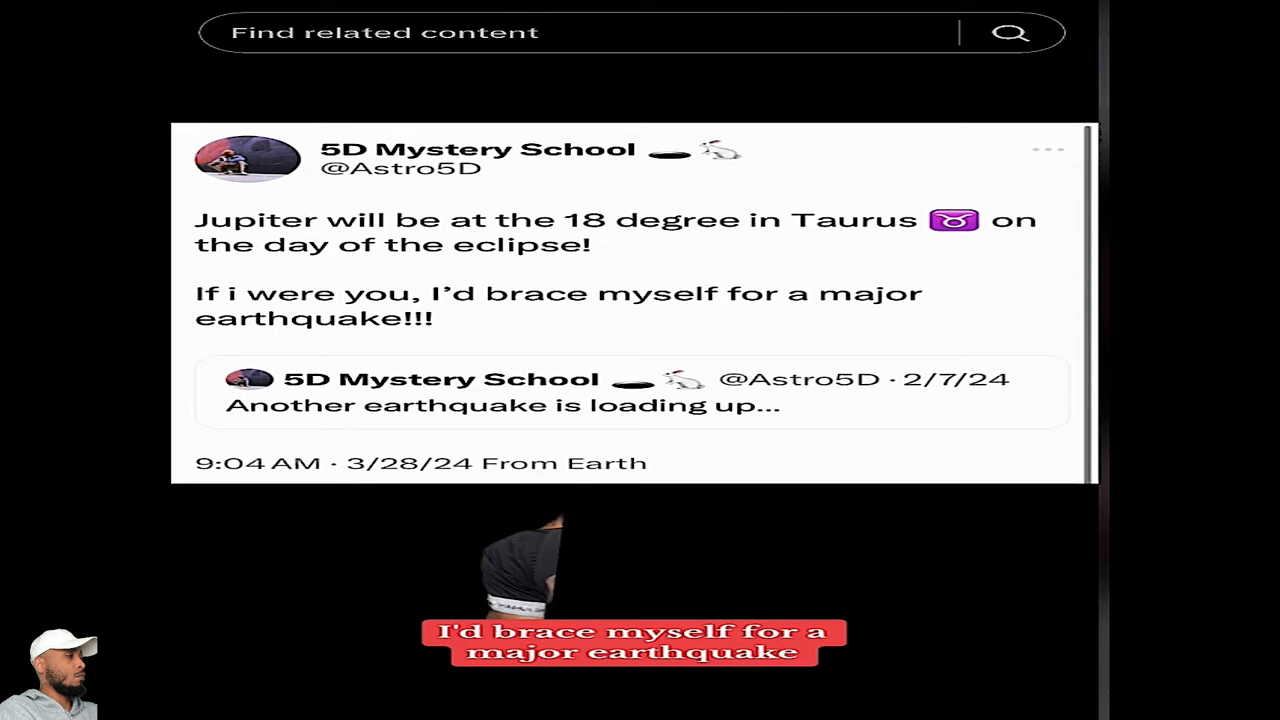 Find related content
5D Mystery School 🕳️🐇
@Astro5D
Jupiter will be at the 18 degree in Taurus ♉ on
the day of the eclipse!
If i were you, I’d brace myself for a major
earthquake!!!
5D Mystery School 🕳️🐇 @Astro5D · 2/7/24
Another earthquake is loading up...
9:04 AM · 3/28/24 From Earth
I'd brace myself for a
major earthquake